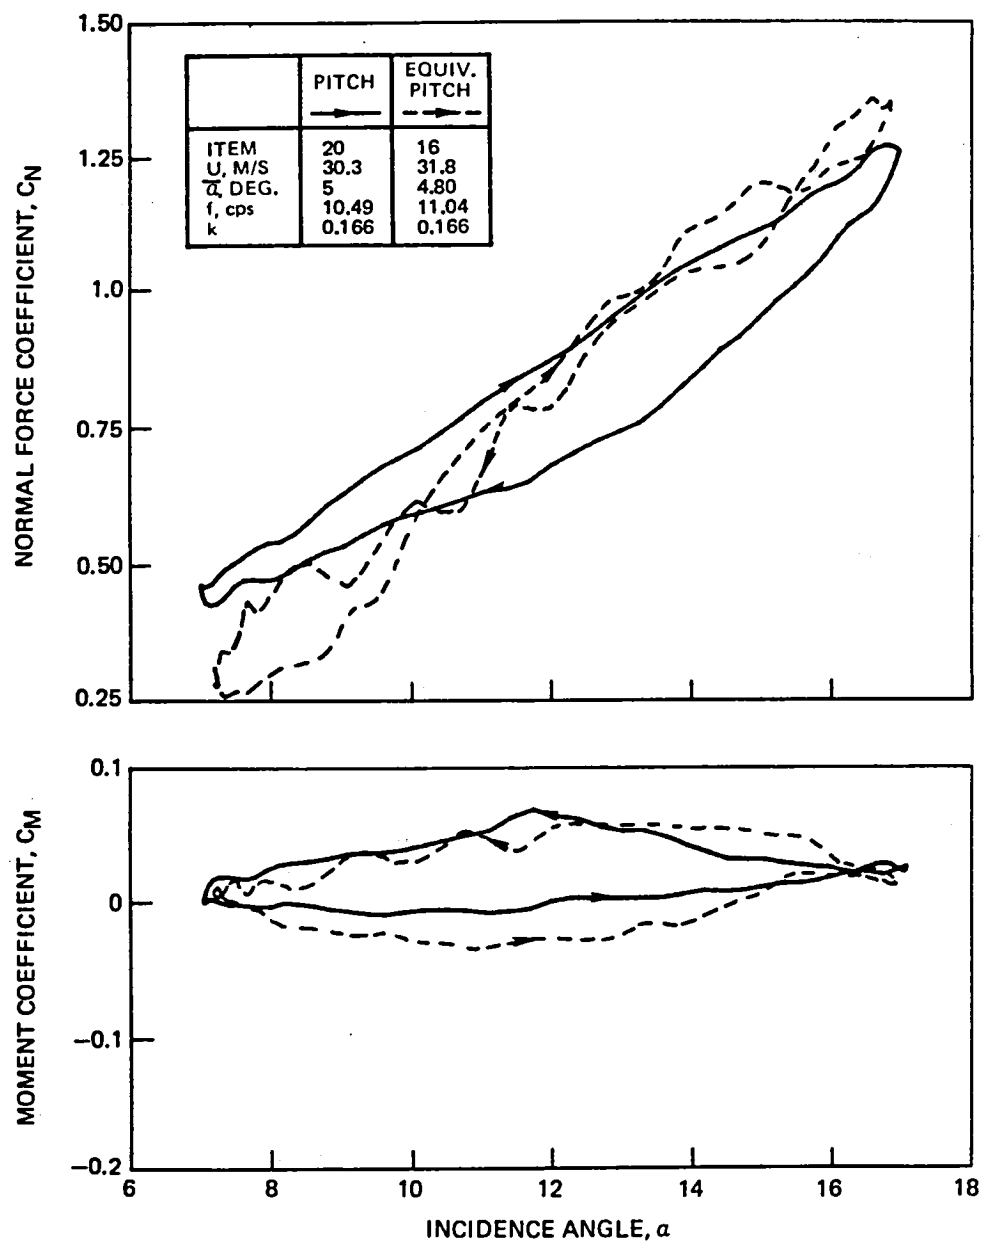 NORMAL FORCE COEFFICIENT, CN
1.50
1.25
1.0
0.75
0.50
0.25
PITCH EQUIV. PITCH
ITEM 20 16
U, M/S 30.3 31.8
α̅, DEG. 5 4.80
f, cps 10.49 11.04
k 0.166 0.166
MOMENT COEFFICIENT, CM
0.1
0
−0.1
−0.2
6 8 10 12 14 16 18
INCIDENCE ANGLE, α